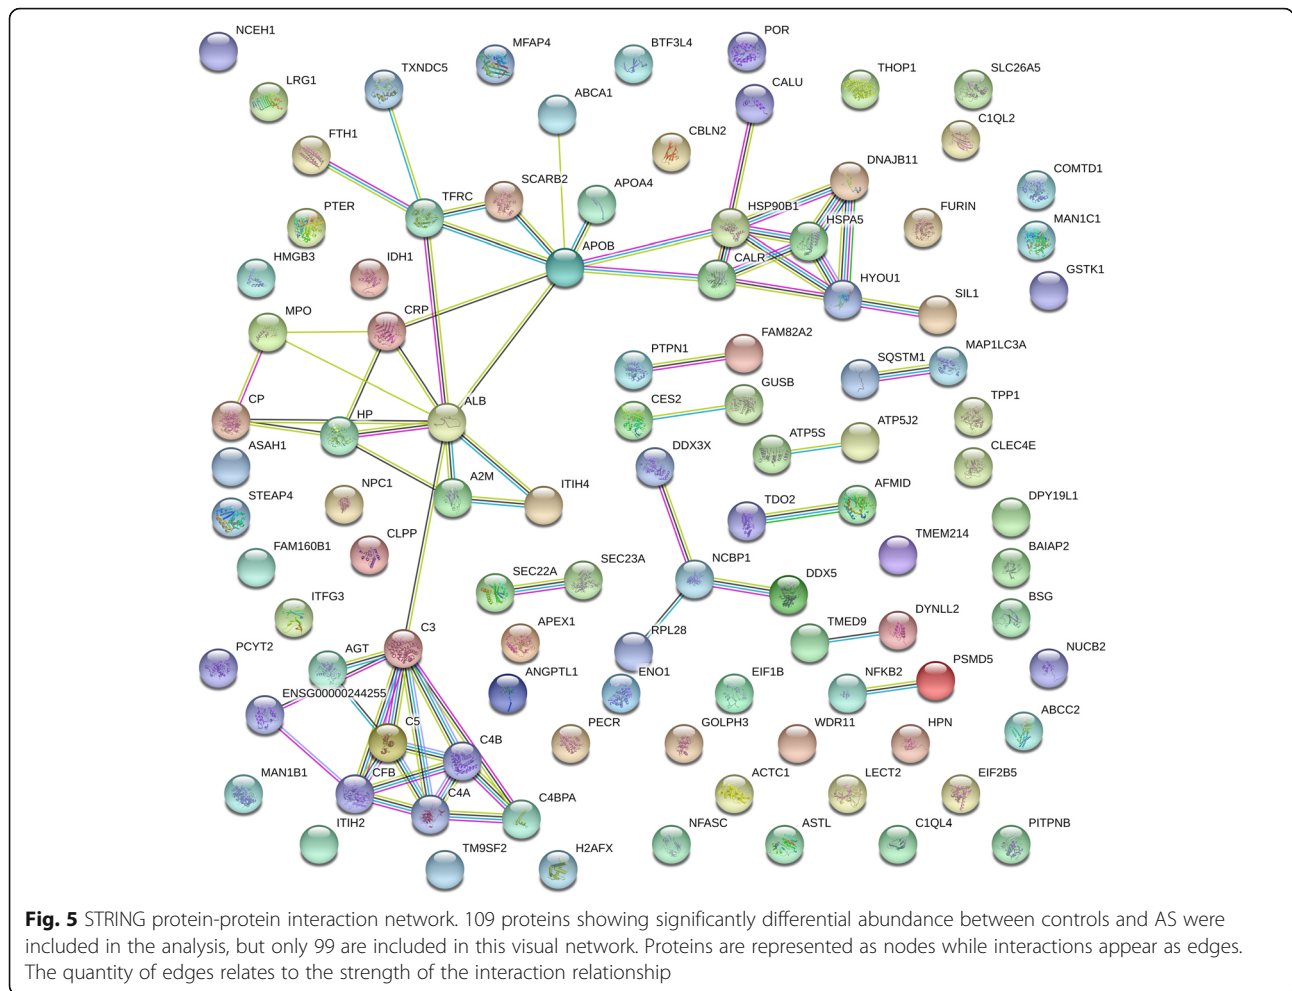 NCEH1
MFAP4
BTF3L4
POR
TXNDC5
LRG1
ABCA1
CALU
THOP1
SLC26A5
C1QL2
FTH1
CBLN2
SCARB2
APOA4
DNAJB11
COMTD1
PTER
TFRC
HSP90B1
HSPA5
FURIN
MAN1C1
HMGB3
IDH1
APOB
CALR
HYOU1
GSTK1
SIL1
MPO
CRP
PTPN1
FAM82A2
SQSTM1
MAP1LC3A
CP
HP
ALB
CES2
GUSB
TPP1
ASAH1
DDX3X
ATP5S
ATP5J2
CLEC4E
STEAP4
NPC1
A2M
ITIH4
TDO2
AFMID
DPY19L1
FAM160B1
CLPP
TMEM214
BAIAP2
SEC22A
SEC23A
NCBP1
DDX5
ITFG3
BSG
C3
APEX1
RPL28
TMED9
DYNLL2
PCYT2
AGT
NUCB2
ENSG00000244255
ANGPTL1
ENO1
EIF1B
NFKB2
PSMD5
C5
C4B
PECR
GOLPH3
WDR11
HPN
ABCC2
MAN1B1
CFB
C4A
C4BPA
ACTC1
LECT2
EIF2B5
ITIH2
TM9SF2
H2AFX
NFASC
ASTL
C1QL4
PITPNB
Fig. 5 STRING protein-protein interaction network. 109 proteins showing significantly differential abundance between controls and AS were
included in the analysis, but only 99 are included in this visual network. Proteins are represented as nodes while interactions appear as edges.
The quantity of edges relates to the strength of the interaction relationship